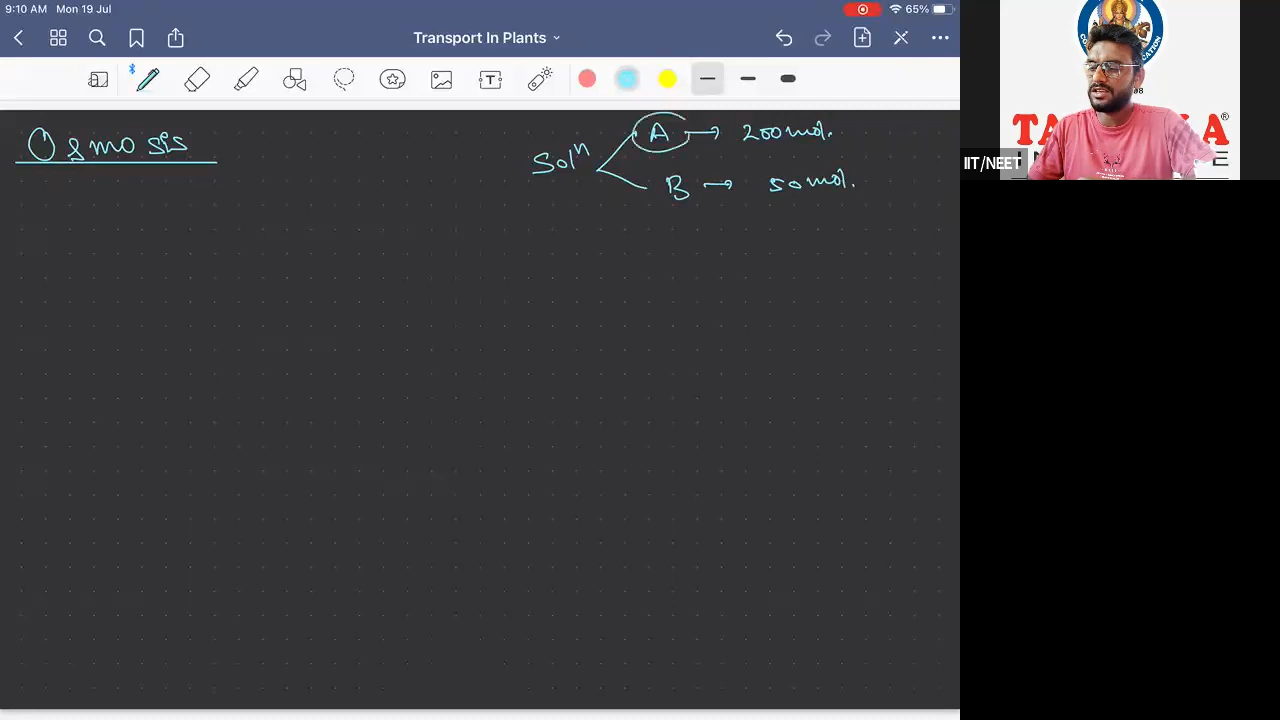 9:10 AM Mon 19 Jul
65%
Transport In Plants
T
Osmosis
Solⁿ
A → 200 mol.
B → 50 mol.
IIT/NEET